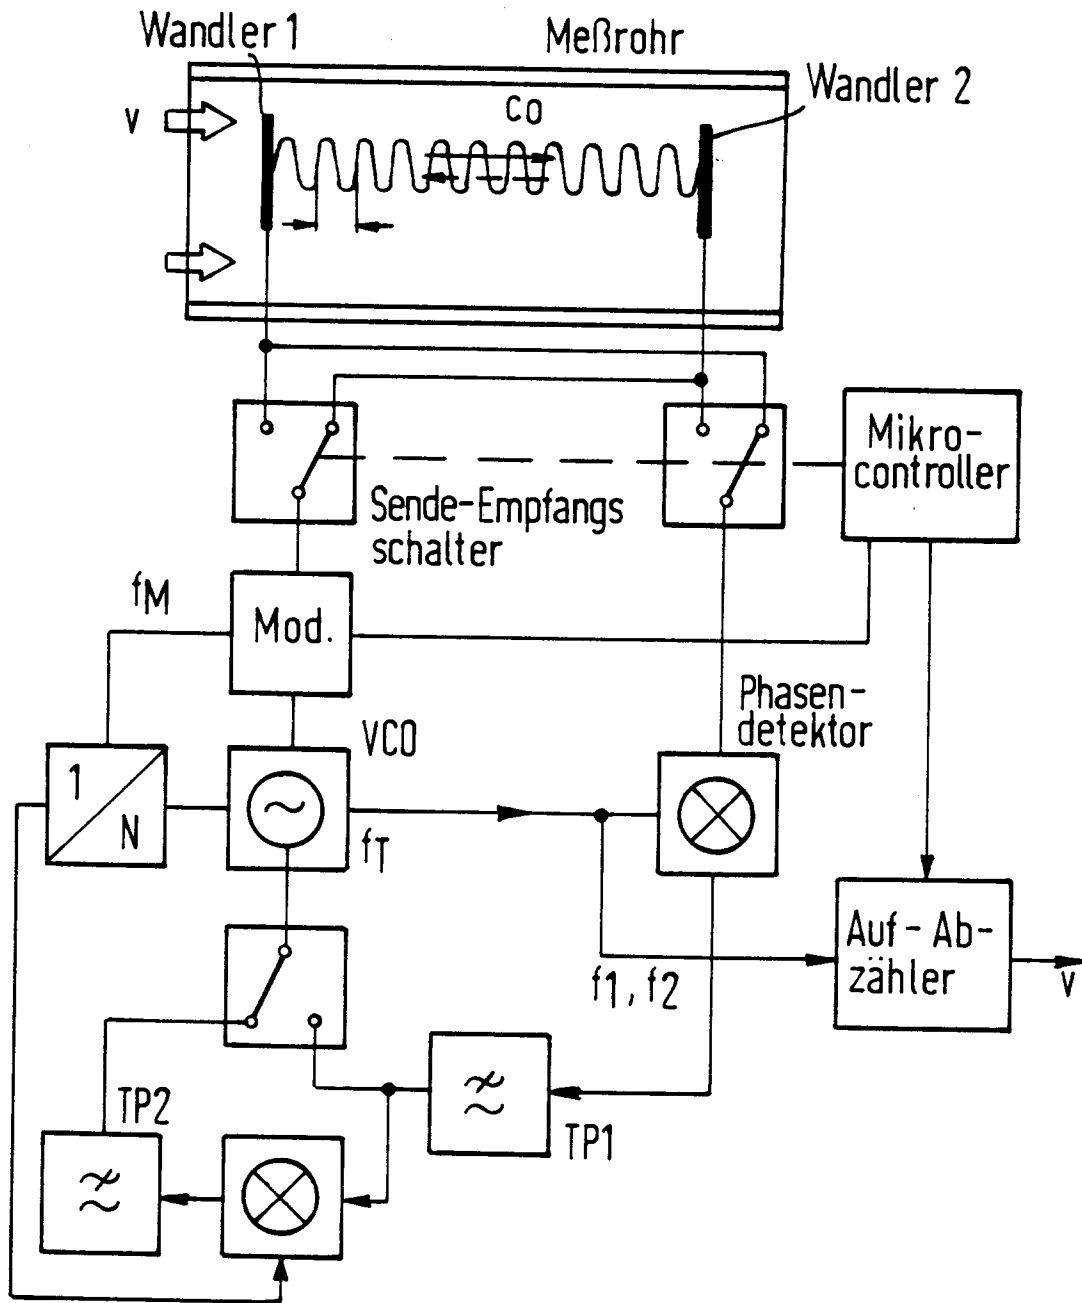 Wandler 1
Meßrohr
Wandler 2
v
co
Mikro-
controller
Sende-Empfangs
schalter
fM
Mod.
Phasen-
detektor
VCO
1
N
fT
Auf-Ab-
zähler
f1, f2
v
TP2
TP1